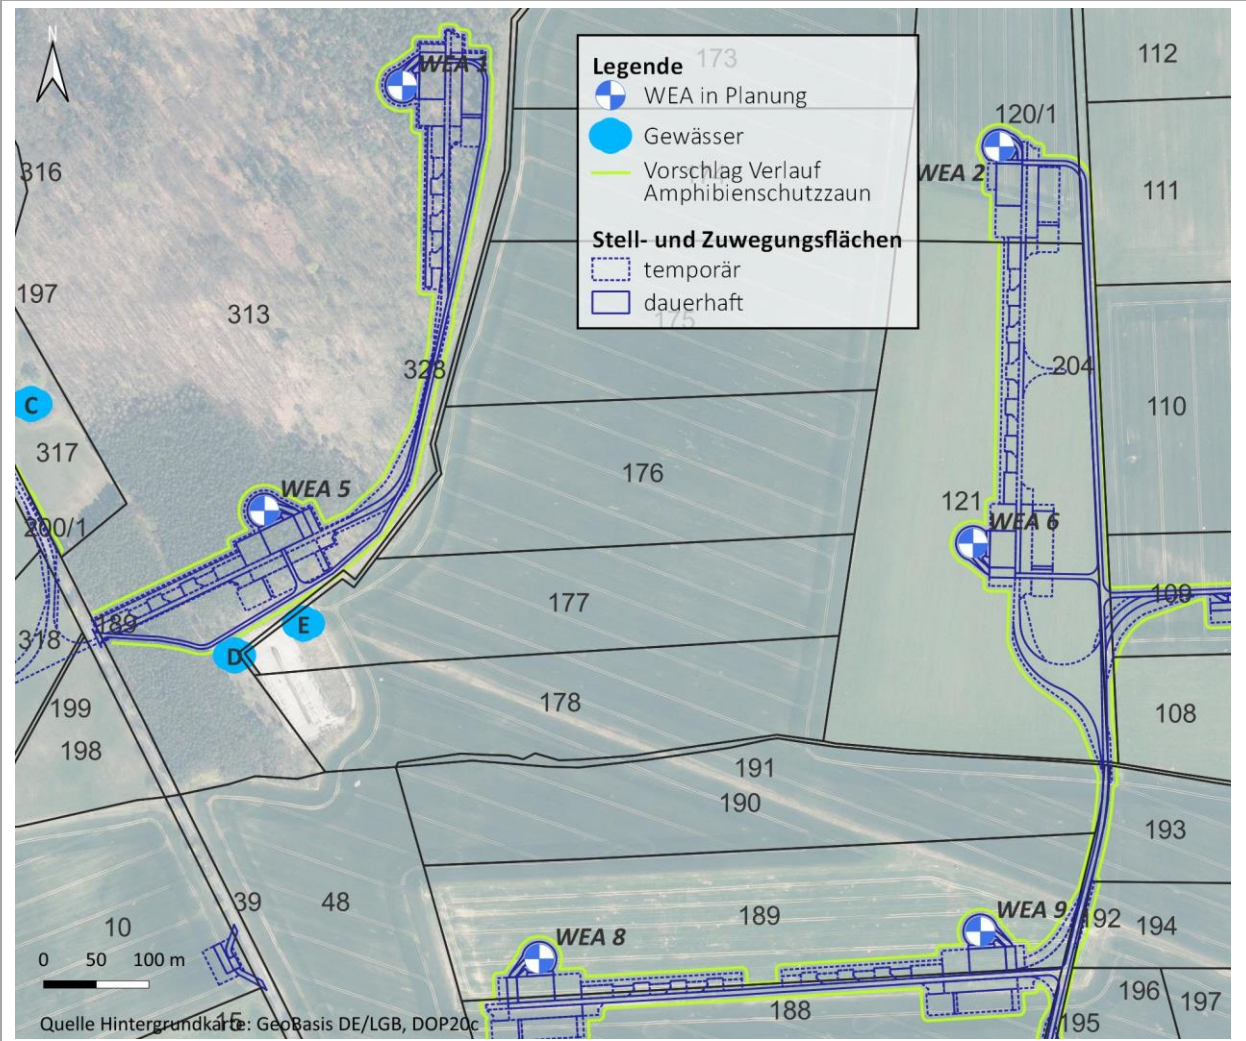 N
WEA 1
173
Legende
WEA in Planung
Gewässer
Vorschlag Verlauf
Amphibienschutzzaun
Stell- und Zuwegungsflächen
temporär
dauerhaft
175
112
120/1
WEA 2
111
316
197
313
328
204
110
C
317
176
WEA 5
121
WEA 6
200/1
177
109
189
318
E
D
178
199
198
108
191
190
193
39
48
10
189
WEA 9
192
194
WEA 8
0 50 100 m
196
197
188
195
15
Quelle Hintergrundkarte: GeoBasis DE/LGB, DOP20c